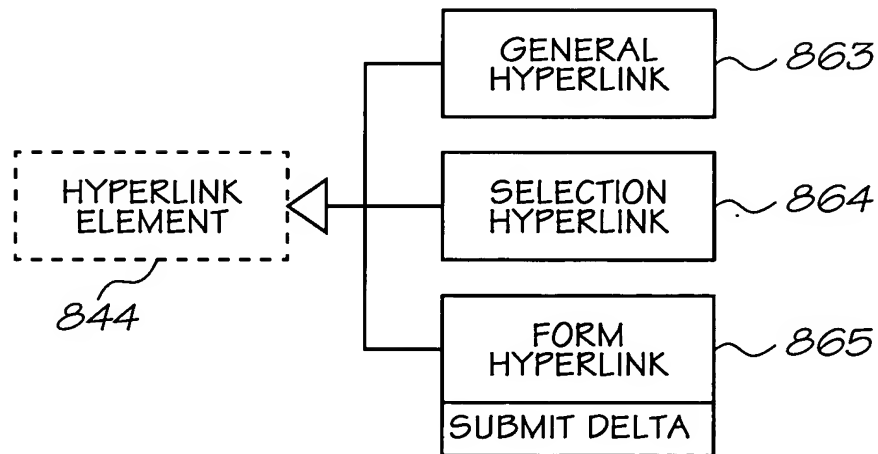 GENERAL
HYPERLINK
863
HYPERLINK
ELEMENT
844
SELECTION
HYPERLINK
864
FORM
HYPERLINK
865
SUBMIT DELTA